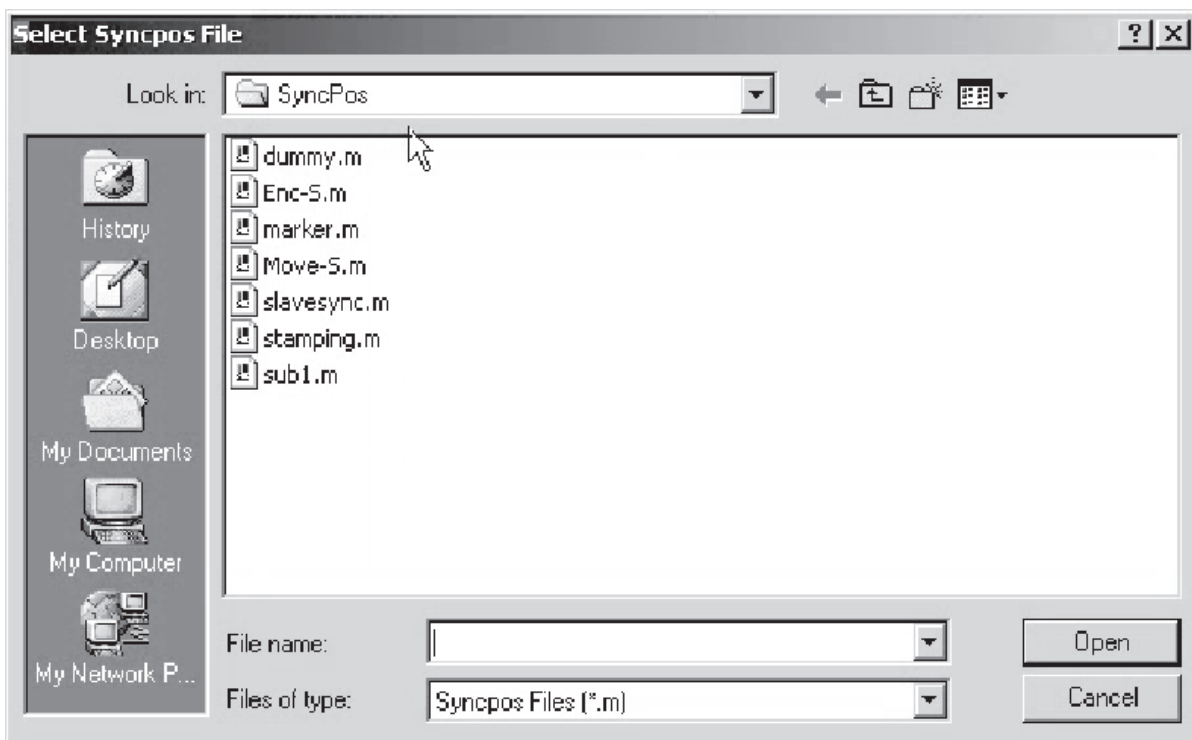 Select Syncpos File
Look in: SyncPos
History
Desktop
My Documents
My Computer
My Network P...
dummy.m
Enc-S.m
marker.m
Move-S.m
slavesync.m
stamping.m
sub1.m
File name:
Open
Files of type: Syncpos Files (*.m)
Cancel